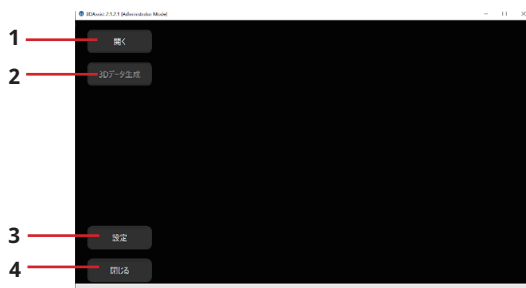 3DAssist 2.1.2.1 (Administrator Mode)
1 開く
2 3Dデータ生成
3 設定
4 閉じる